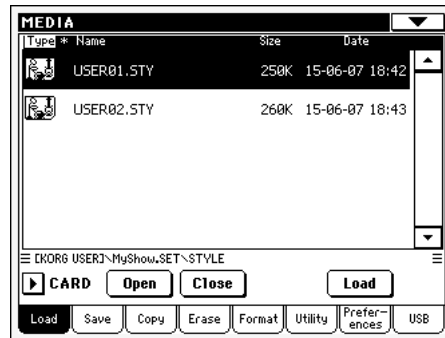 MEDIA
Type * Name Size Date
USER01.STY 250K 15-06-07 18:42
USER02.STY 260K 15-06-07 18:43
[KORG USER]\MyShow.SET\STYLE
CARD Open Close Load
Load Save Copy Erase Format Utility Prefer-ences USB